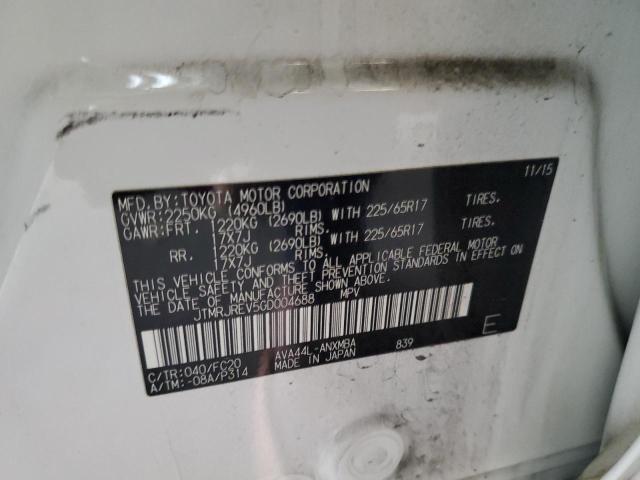 MFD. BY: TOYOTA MOTOR CORPORATION 11/15
GVWR: 2250KG (4960LB)
GAWR: FRT. 1220KG (2690LB) WITH 225/65R17 TIRES.
17X7J RIMS.
RR. 1220KG (2690LB) WITH 225/65R17 TIRES.
17X7J RIMS.
THIS VEHICLE CONFORMS TO ALL APPLICABLE FEDERAL MOTOR
VEHICLE SAFETY AND THEFT PREVENTION STANDARDS IN EFFECT ON
THE DATE OF MANUFACTURE SHOWN ABOVE.
JTMRJREV5GD004688 MPV
C/TR: 040/FC20 AVA44L-ANXMBA 839 E
A/TM: -08A/P314 MADE IN JAPAN